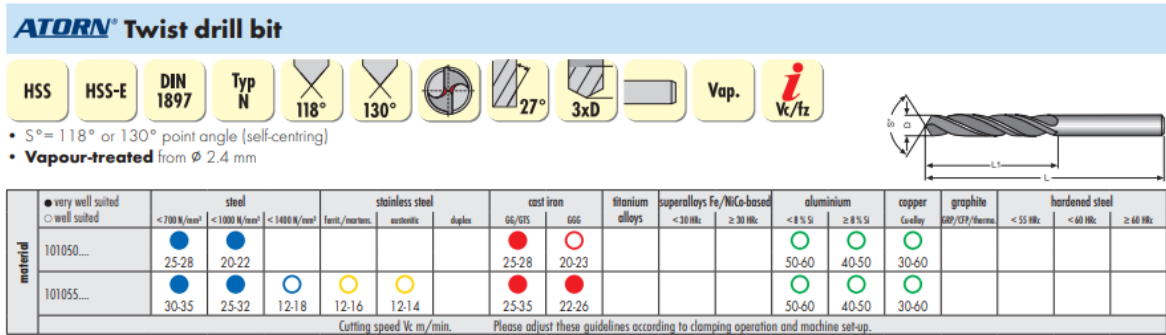 ATORN® Twist drill bit
HSS HSS-E DIN 1897 Typ N 118° 130° 27° 3xD Vap. i Vc/fz
• S°= 118° or 130° point angle (self-centring)
• Vapour-treated from Ø 2.4 mm
S° D L1 L
material
● very well suited steel stainless steel cast iron titanium superalloys Fe/NiCo-based aluminium copper graphite hardened steel
○ well suited < 700 N/mm² < 1000 N/mm² < 1400 N/mm² ferrit./martens. austenitic duplex GG/GTS GGG alloys < 30 HRc ≥ 30 HRc < 8 % Si ≥ 8 % Si Cu-alloy GRP/CFP/thermo. < 55 HRc < 60 HRc ≥ 60 HRc
101050.... 25-28 20-22 25-28 20-23 50-60 40-50 30-60
101055.... 30-35 25-32 12-18 12-16 12-14 25-35 22-26 50-60 40-50 30-60
Cutting speed Vc m/min. Please adjust these guidelines according to clamping operation and machine set-up.